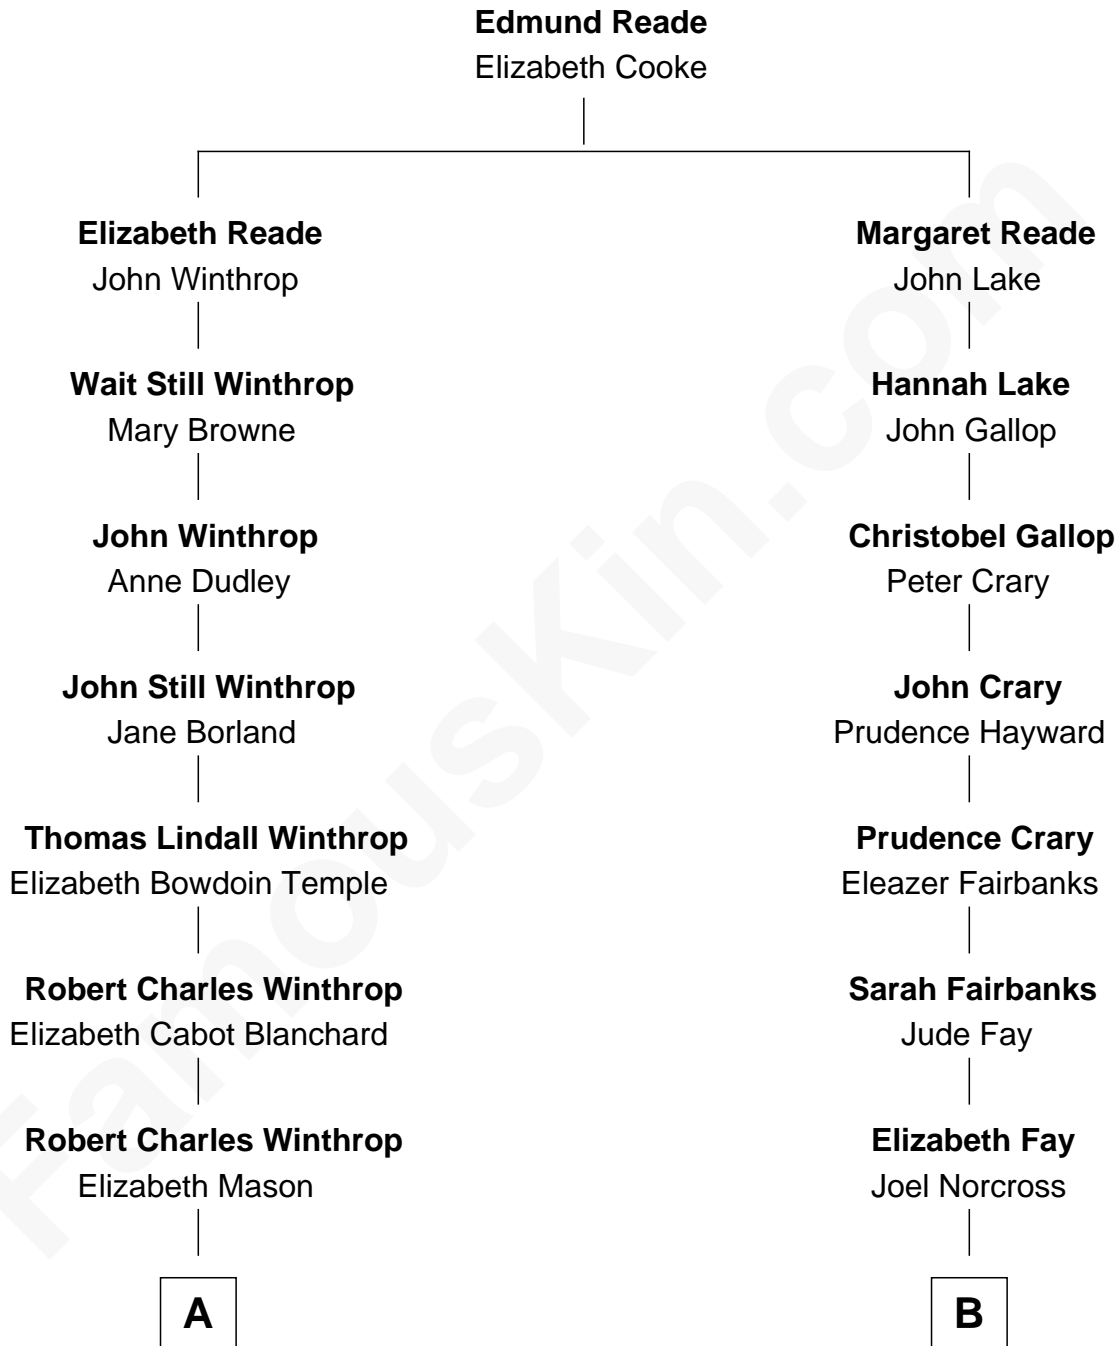 Edmund Reade
Elizabeth Cooke
Elizabeth Reade
John Winthrop
Margaret Reade
John Lake
Wait Still Winthrop
Mary Browne
Hannah Lake
John Gallop
John Winthrop
Anne Dudley
Christobel Gallop
Peter Crary
John Still Winthrop
Jane Borland
John Crary
Prudence Hayward
Thomas Lindall Winthrop
Elizabeth Bowdoin Temple
Prudence Crary
Eleazer Fairbanks
Robert Charles Winthrop
Elizabeth Cabot Blanchard
Sarah Fairbanks
Jude Fay
Robert Charles Winthrop
Elizabeth Mason
Elizabeth Fay
Joel Norcross
A
B
FamousKin.com